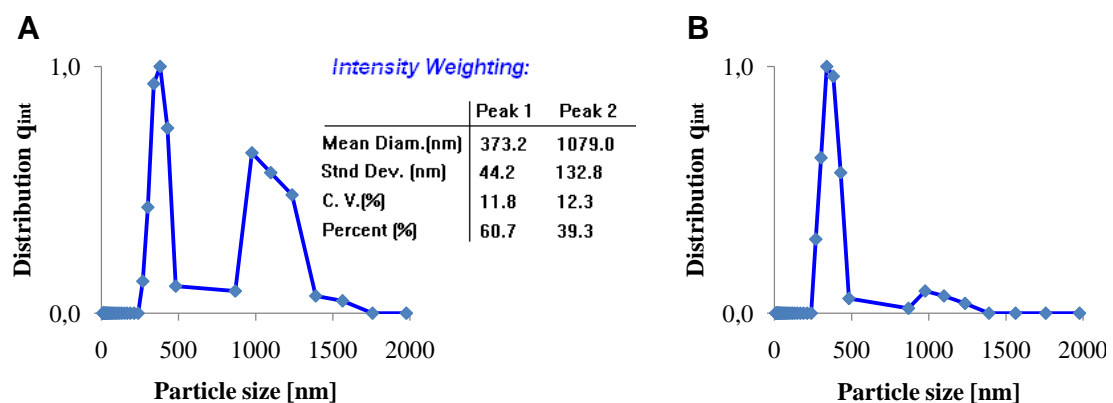 A
1,0
0,0
Distribution qint
0 500 1000 1500 2000
Particle size [nm]
Intensity Weighting:
Peak 1 Peak 2
Mean Diam.(nm) 373.2 1079.0
Stnd Dev. (nm) 44.2 132.8
C. V.(%) 11.8 12.3
Percent (%) 60.7 39.3
B
1,0
0,0
Distribution qint
0 500 1000 1500 2000
Particle size [nm]